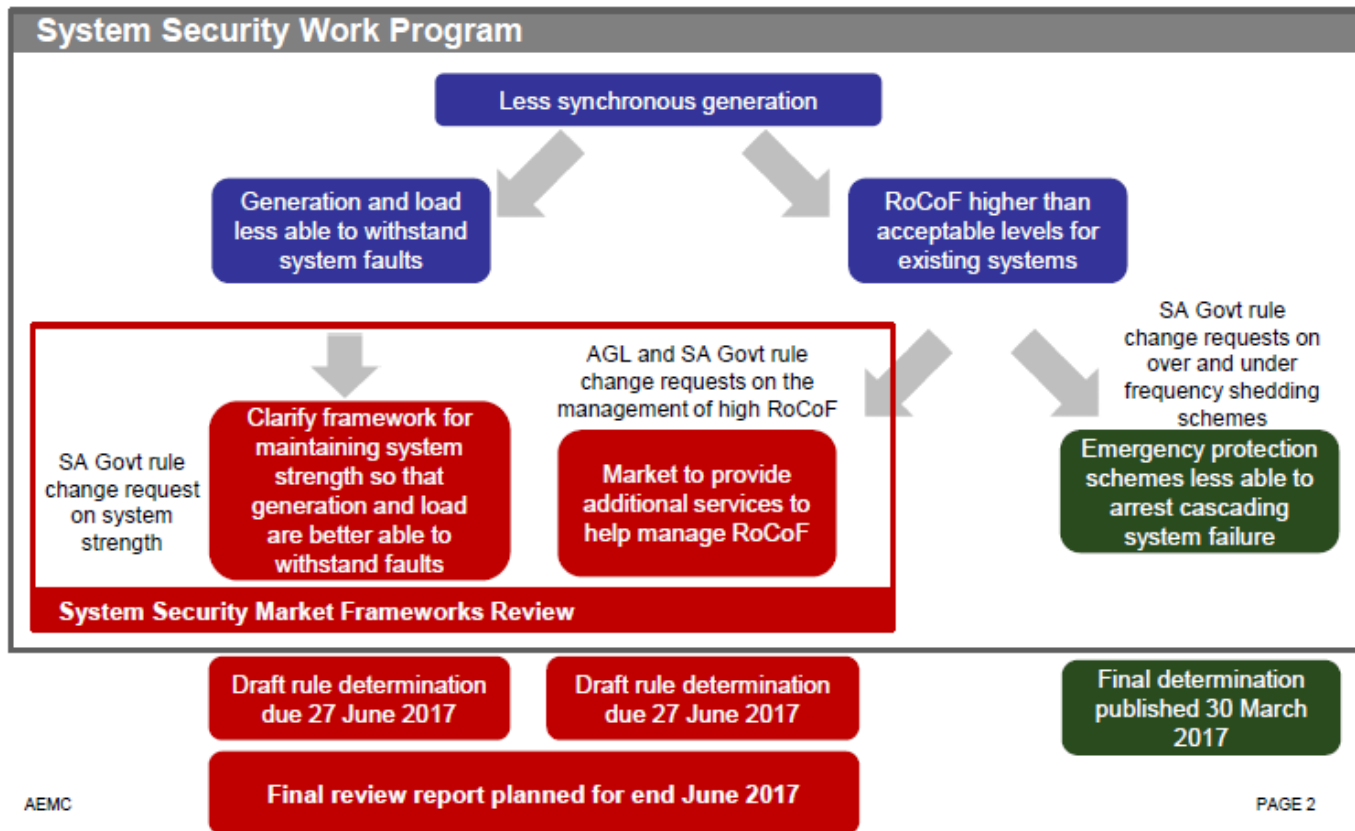 System Security Work Program
Less synchronous generation
Generation and load
less able to withstand
system faults
RoCoF higher than
acceptable levels for
existing systems
SA Govt rule
change request
on system
strength
Clarify framework for
maintaining system
strength so that
generation and load
are better able to
withstand faults
AGL and SA Govt rule
change requests on the
management of high RoCoF
Market to provide
additional services to
help manage RoCoF
SA Govt rule
change requests on
over and under
frequency shedding
schemes
Emergency protection
schemes less able to
arrest cascading
system failure
System Security Market Frameworks Review
Draft rule determination
due 27 June 2017
Draft rule determination
due 27 June 2017
Final determination
published 30 March
2017
Final review report planned for end June 2017
AEMC
PAGE 2